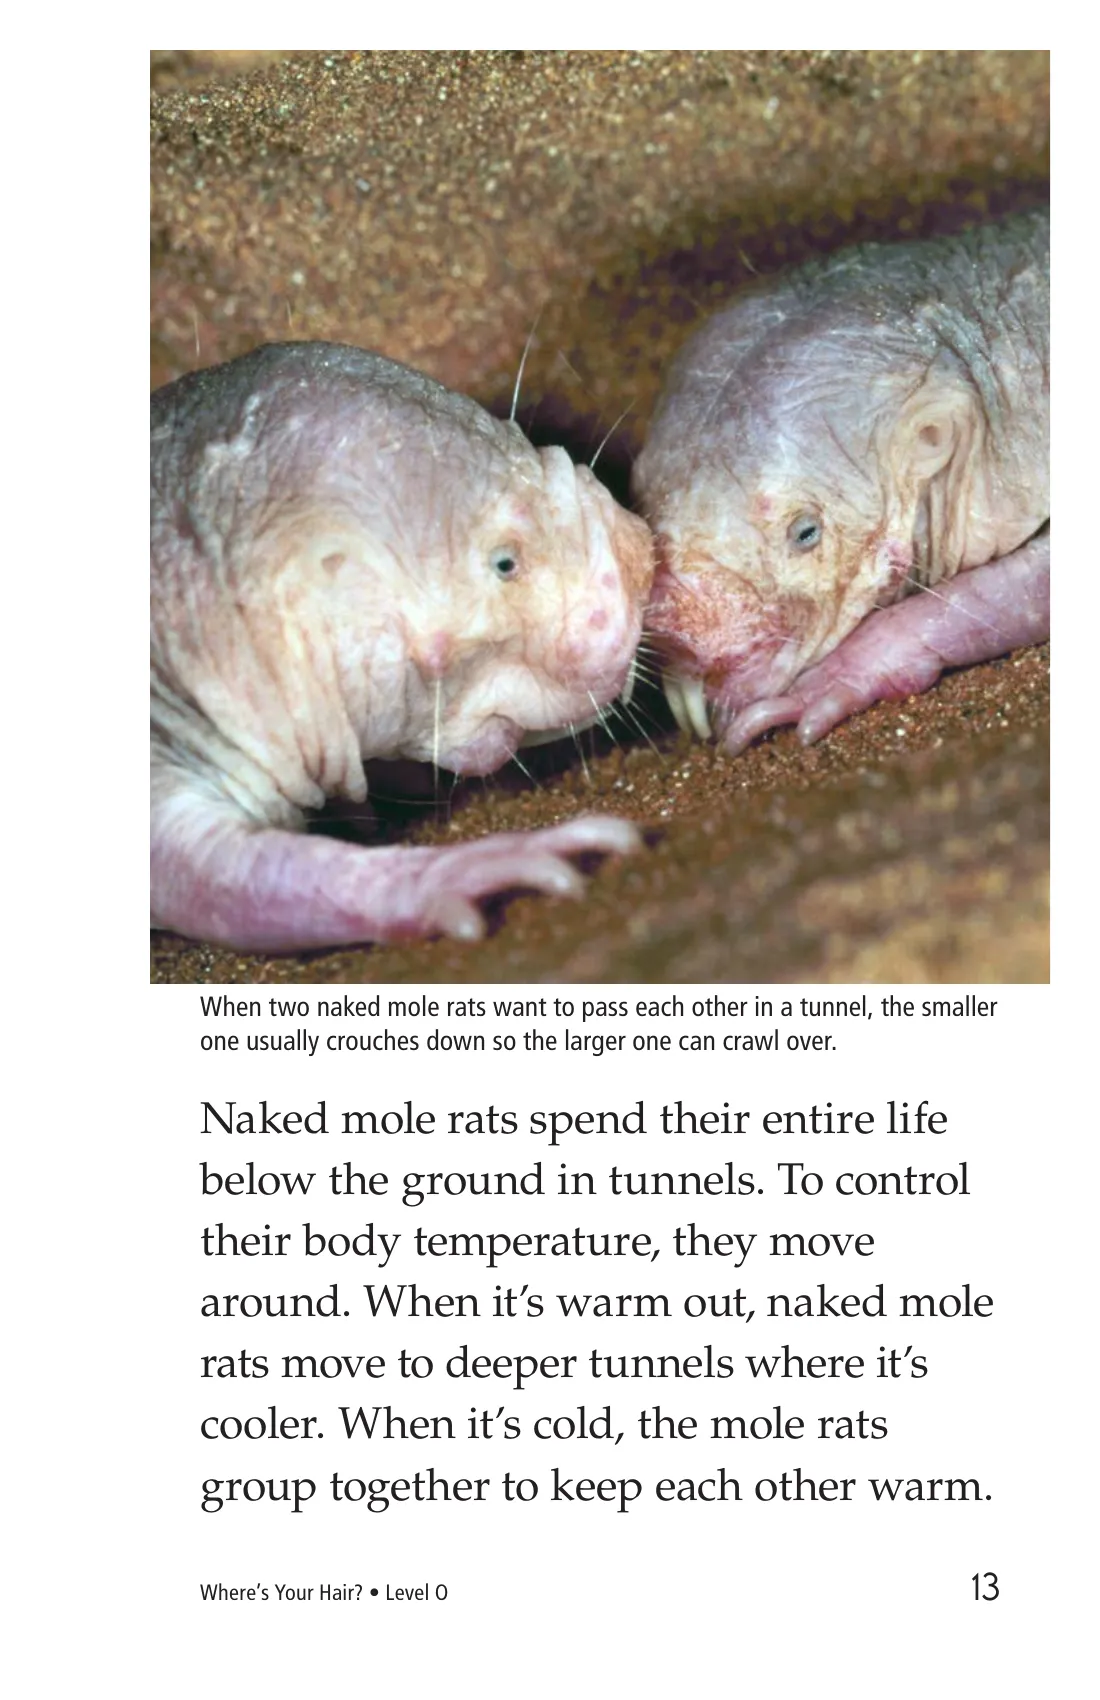 When two naked mole rats want to pass each other in a tunnel, the smaller
one usually crouches down so the larger one can crawl over.
Naked mole rats spend their entire life
below the ground in tunnels. To control
their body temperature, they move
around. When it’s warm out, naked mole
rats move to deeper tunnels where it’s
cooler. When it’s cold, the mole rats
group together to keep each other warm.
Where’s Your Hair? • Level O
13